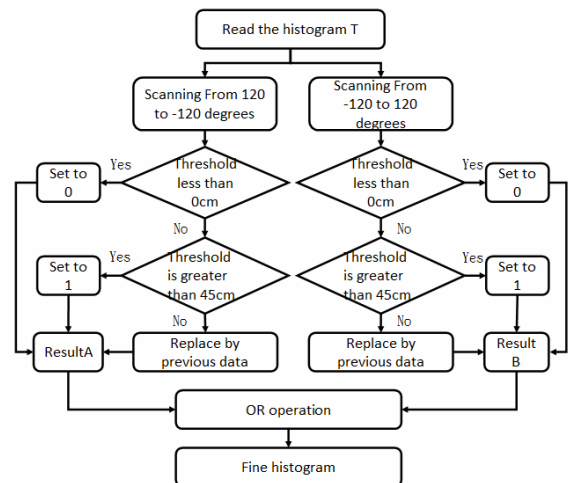 Read the histogram T
Scanning From 120
to -120 degrees
Scanning From
-120 to 120
degrees
Yes
Set to
0
Threshold
less than
0cm
Threshold
less than
0cm
Yes
Set to
0
No
No
Yes
Set to
1
Threshold
is greater
than 45cm
Threshold
is greater
than 45cm
Yes
Set to
1
No
No
ResultA
Replace by
previous data
Replace by
previous data
Result
B
OR operation
Fine histogram